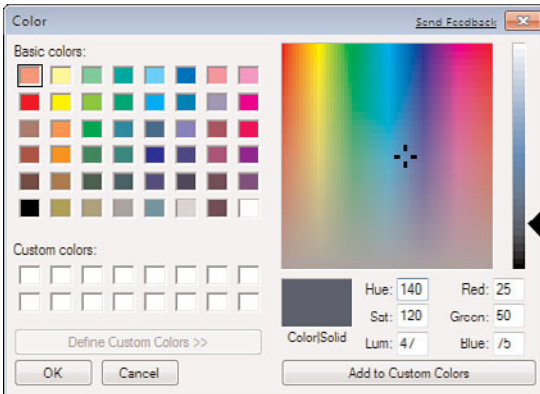 Color
Send Feedback
Basic colors:
Custom colors:
Define Custom Colors >>
OK
Cancel
Color|Solid
Hue: 140
Sat: 120
Lum: 47
Red: 25
Green: 50
Blue: 75
Add to Custom Colors